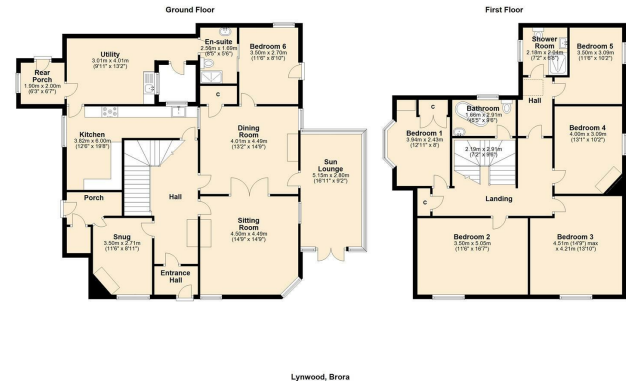 Ground Floor
First Floor
Utility
3.01m x 4.01m
(9'11" x 13'2")
Rear
Porch
1.90m x 2.00m
(6'3" x 6'7")
En-suite
2.56m x 1.69m
(8'5" x 5'6")
Bedroom 6
3.50m x 2.70m
(11'6" x 8'10")
C
Kitchen
3.82m x 6.00m
(12'6" x 19'8")
Dining
Room
4.01m x 4.49m
(13'2" x 14'9")
Sun
Lounge
5.15m x 2.80m
(16'11" x 9'2")
Porch
Hall
Snug
3.50m x 2.71m
(11'6" x 8'11")
Sitting
Room
4.50m x 4.49m
(14'9" x 14'9")
Entrance
Hall
Shower
Room
2.18m x 2.04m
(7'2" x 6'8")
Bedroom 5
3.50m x 3.09m
(11'6" x 10'2")
Hall
C
Bathroom
1.66m x 2.91m
(5'5" x 9'6")
Bedroom 1
3.94m x 2.43m
(12'11" x 8')
Bedroom 4
4.00m x 3.09m
(13'1" x 10'2")
2.19m x 2.91m
(7'2" x 9'6")
C
Landing
Bedroom 2
3.50m x 5.05m
(11'6" x 16'7")
Bedroom 3
4.51m (14'9") max
x 4.21m (13'10")
Lynwood, Brora